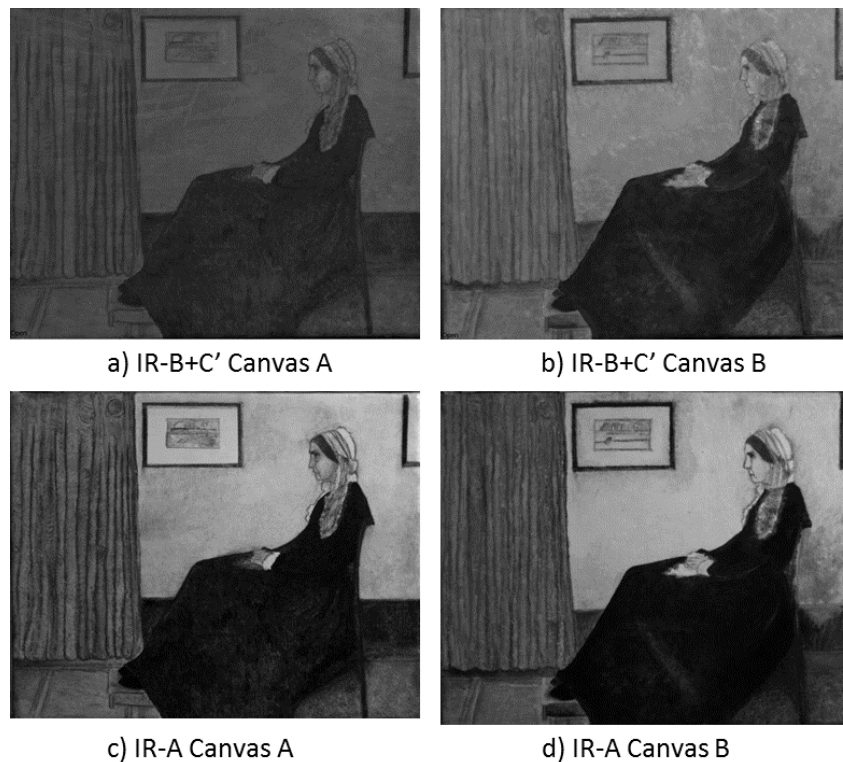 a) IR-B+C’ Canvas A
b) IR-B+C’ Canvas B
c) IR-A Canvas A
d) IR-A Canvas B